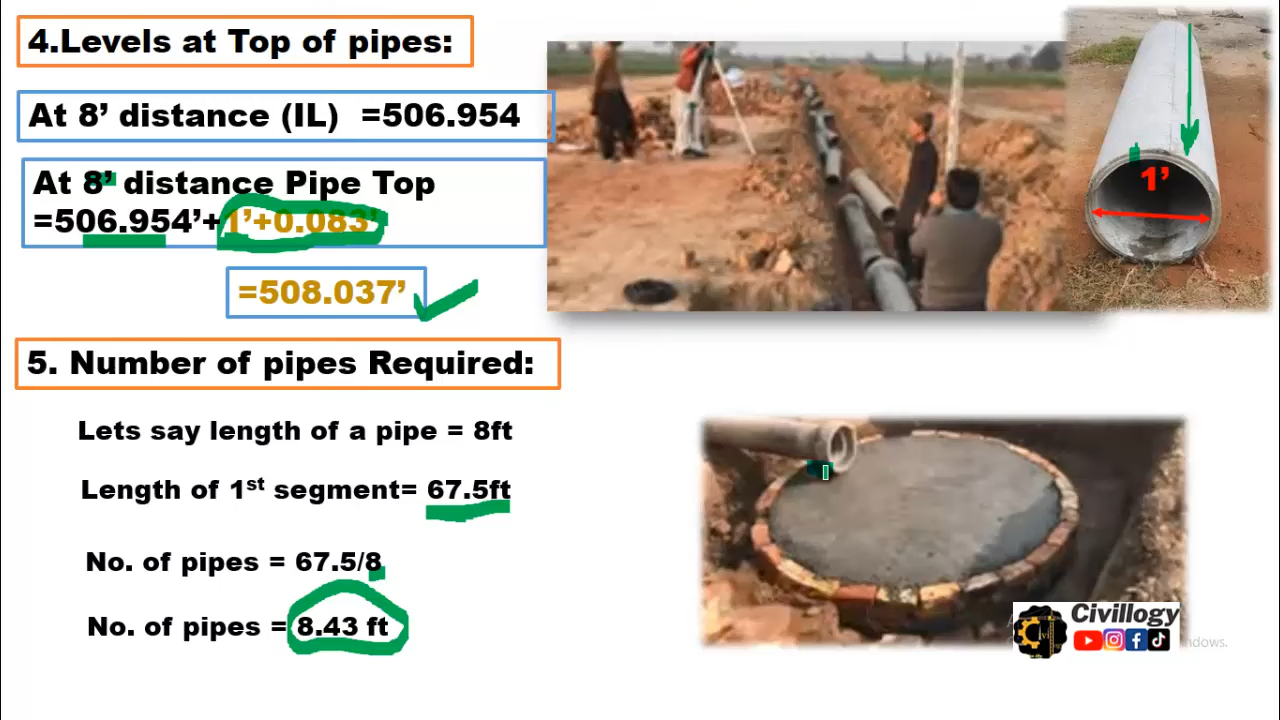 4.Levels at Top of pipes:
At 8’ distance (IL) =506.954
At 8’ distance Pipe Top
=506.954’+1’+0.083’
=508.037’
1’
5. Number of pipes Required:
Lets say length of a pipe = 8ft
Length of 1st segment= 67.5ft
No. of pipes = 67.5/8
No. of pipes = 8.43 ft
Civillogy
ndows.